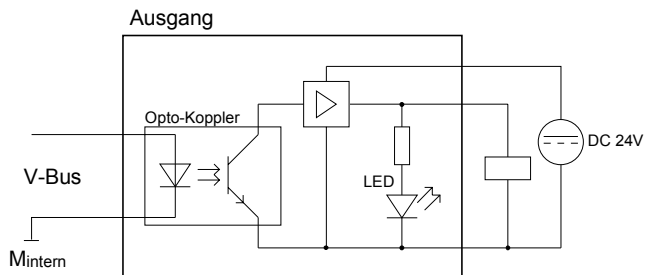 Ausgang
Opto-Koppler
DC 24V
V-Bus
LED
Mintern